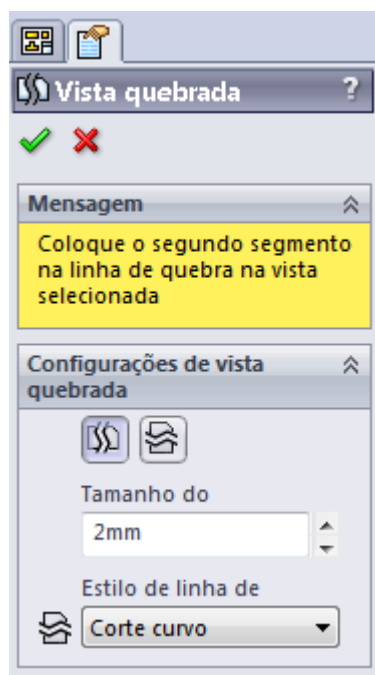 Vista quebrada ?
Mensagem
Coloque o segundo segmento
na linha de quebra na vista
selecionada
Configurações de vista
quebrada
Tamanho do
2mm
Estilo de linha de
Corte curvo